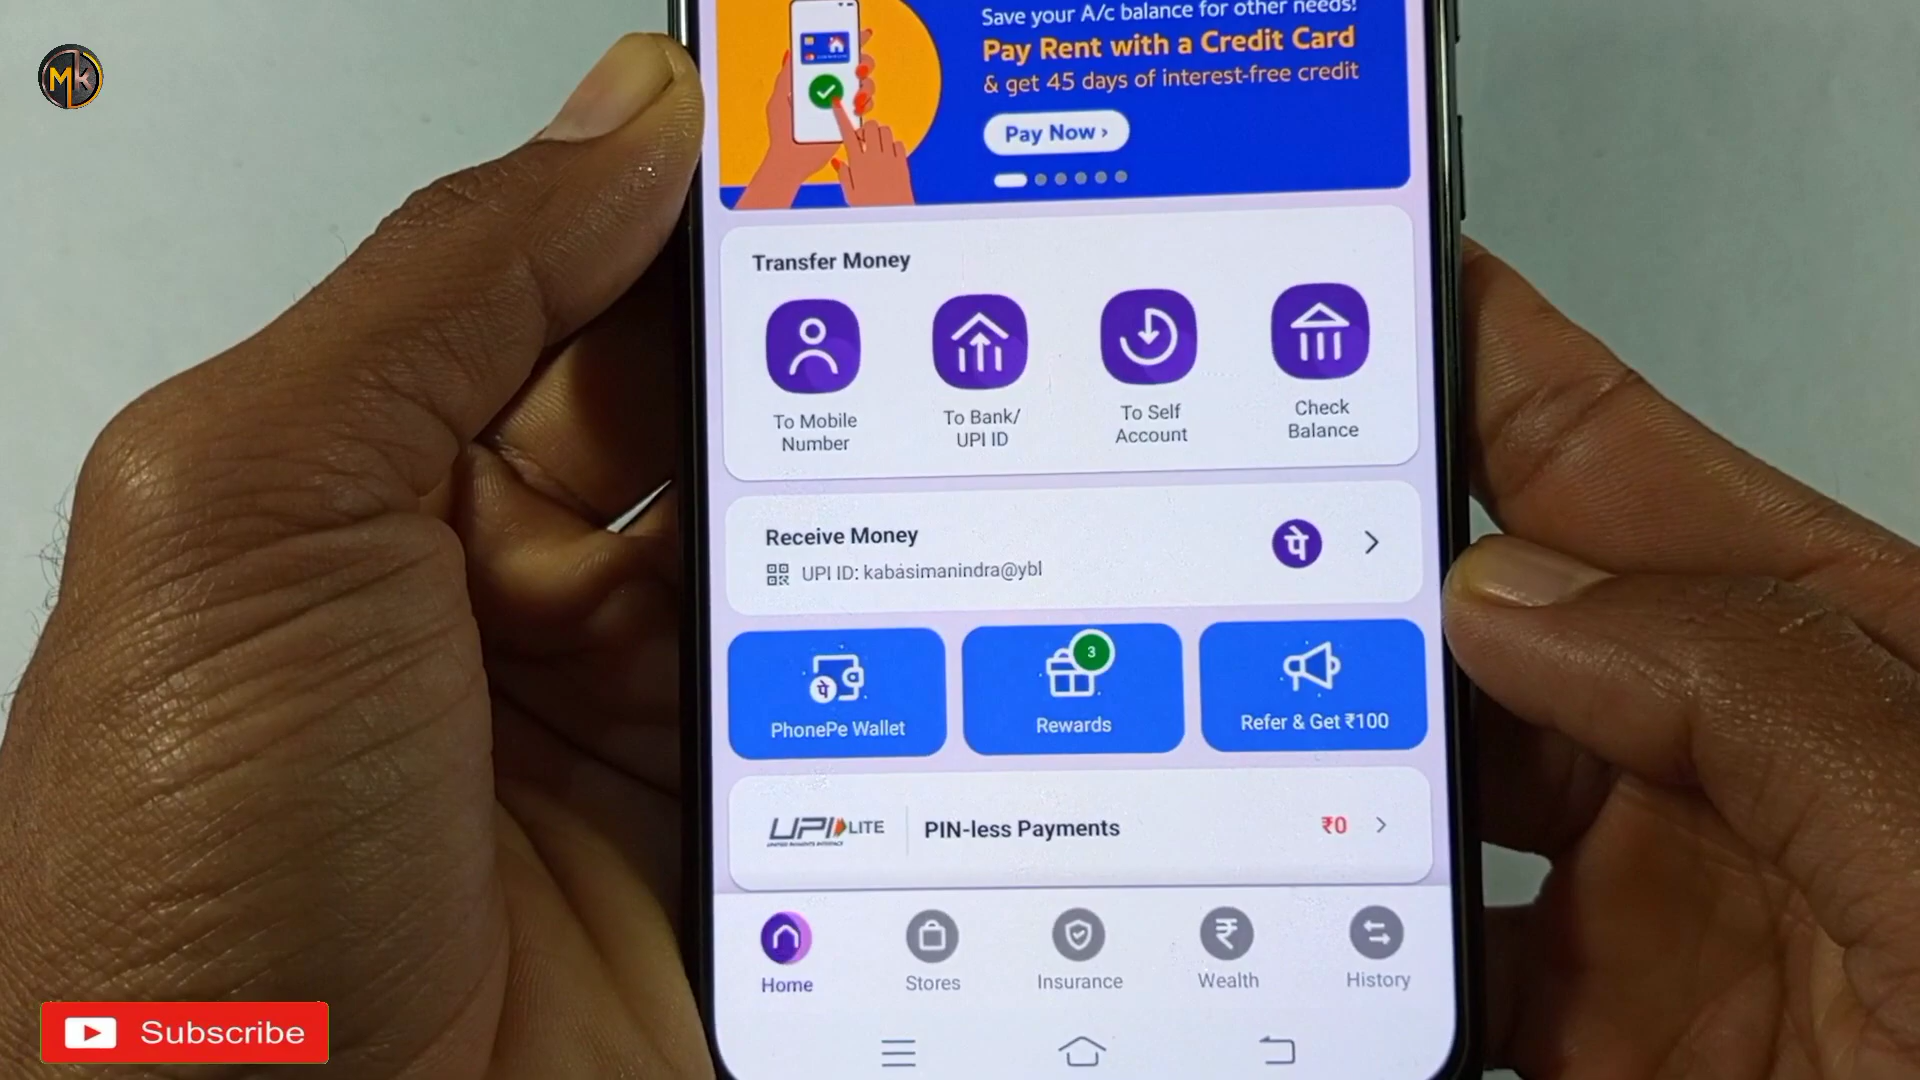 MK
Save your A/c balance for other needs!
Pay Rent with a Credit Card
& get 45 days of interest-free credit
Pay Now ›
Transfer Money
To Mobile
Number
To Bank/
UPI ID
To Self
Account
Check
Balance
Receive Money
पे
UPI ID: kabasimanindra@ybl
पे
PhonePe Wallet
3
Rewards
Refer & Get ₹100
UPI LITE
UNIFIED PAYMENTS INTERFACE
PIN-less Payments
₹0
Home
Stores
Insurance
₹
Wealth
History
Subscribe